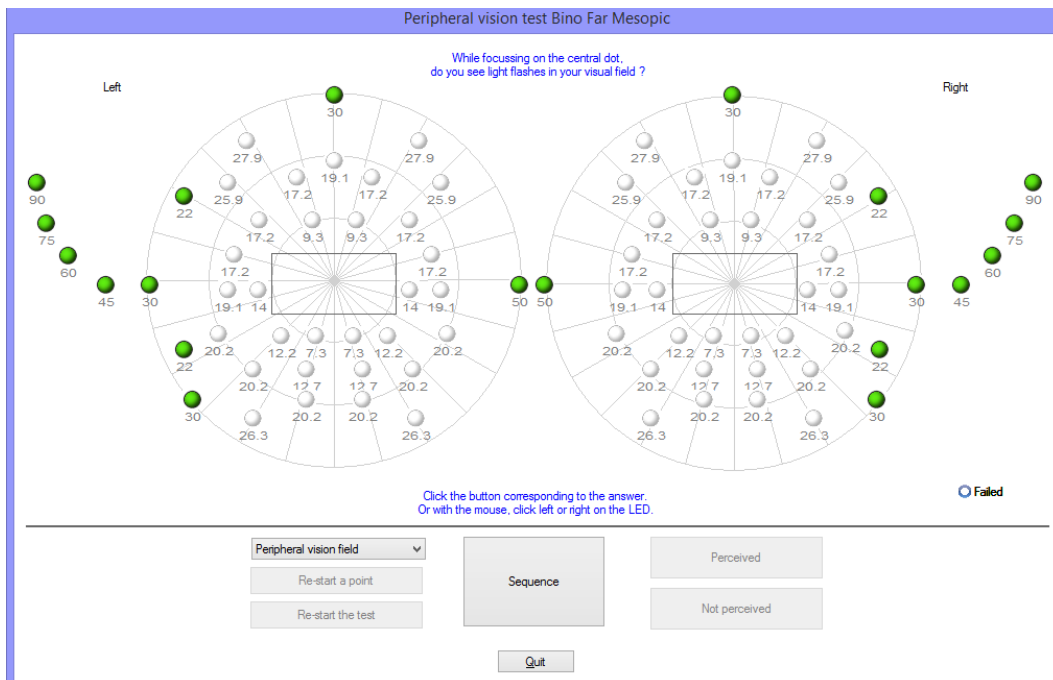 Peripheral vision test Bino Far Mesopic
While focussing on the central dot,
do you see light flashes in your visual field ?
Left
Right
30 30
27.9 27.9 27.9 27.9
19.1 19.1
17.2 17.2 17.2 17.2
90 25.9 25.9 25.9 25.9 90
22 22
75 17.2 9.3 9.3 17.2 17.2 9.3 9.3 17.2 75
60 17.2 17.2 17.2 17.2 60
45 30 50 50 30 45
19.1 14 14 19.1 19.1 14 14 19.1
20.2 12.2 7.3 7.3 12.2 20.2 20.2 12.2 7.3 7.3 12.2 20.2
22 22
20.2 12.7 12.7 20.2 20.2 12.7 12.7 20.2
30 20.2 20.2 20.2 20.2 30
26.3 26.3 26.3 26.3
Failed
Click the button corresponding to the answer.
Or with the mouse, click left or right on the LED.
Peripheral vision field
Re-start a point
Re-start the test
Sequence
Perceived
Not perceived
Quit